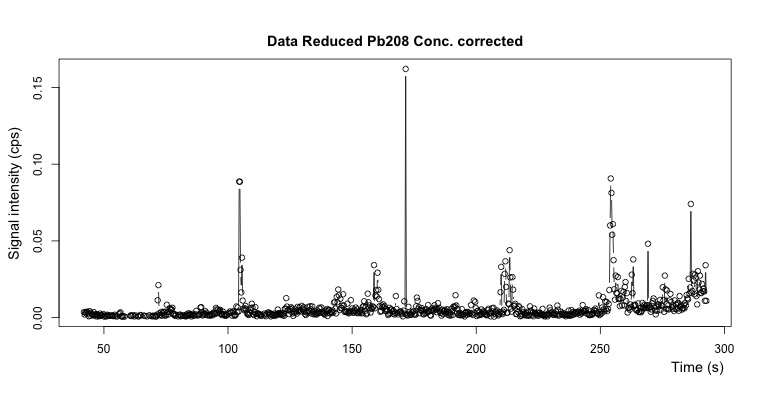 Data Reduced Pb208 Conc. corrected
Signal intensity (cps)
0.15
0.10
0.05
0.00
50 100 150 200 250 300
Time (s)